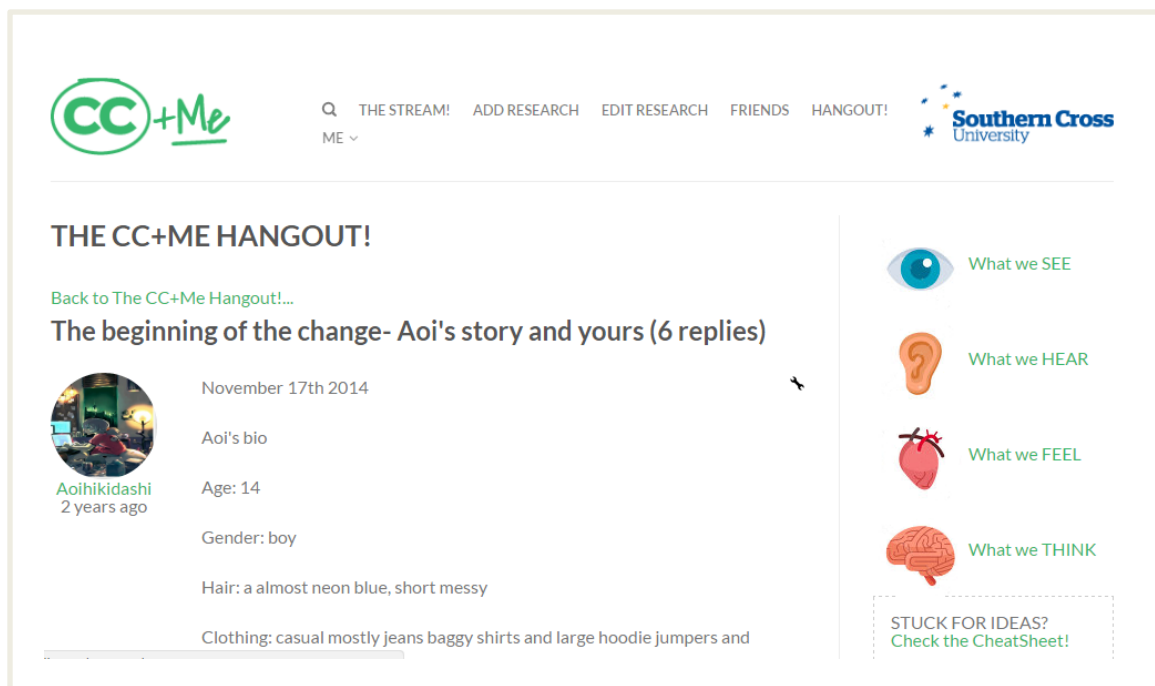 CC+Me
THE STREAM! ADD RESEARCH EDIT RESEARCH FRIENDS HANGOUT!
ME
Southern Cross
University
THE CC+ME HANGOUT!
Back to The CC+Me Hangout!...
The beginning of the change- Aoi's story and yours (6 replies)
Aoihikidashi
2 years ago
November 17th 2014
Aoi's bio
Age: 14
Gender: boy
Hair: a almost neon blue, short messy
Clothing: casual mostly jeans baggy shirts and large hoodie jumpers and
What we SEE
What we HEAR
What we FEEL
What we THINK
STUCK FOR IDEAS?
Check the CheatSheet!